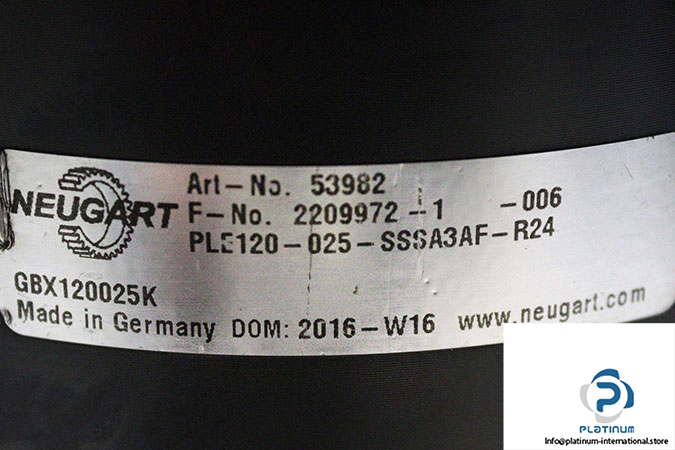 NEUGART
Art-No. 53982
F-No. 2209972-1 -006
PLE120-025-SSSA3AF-R24
GBX120025K
Made in Germany DOM: 2016-W16 www.neugart.com
P
PLATINUM
Info@platinum-international.store